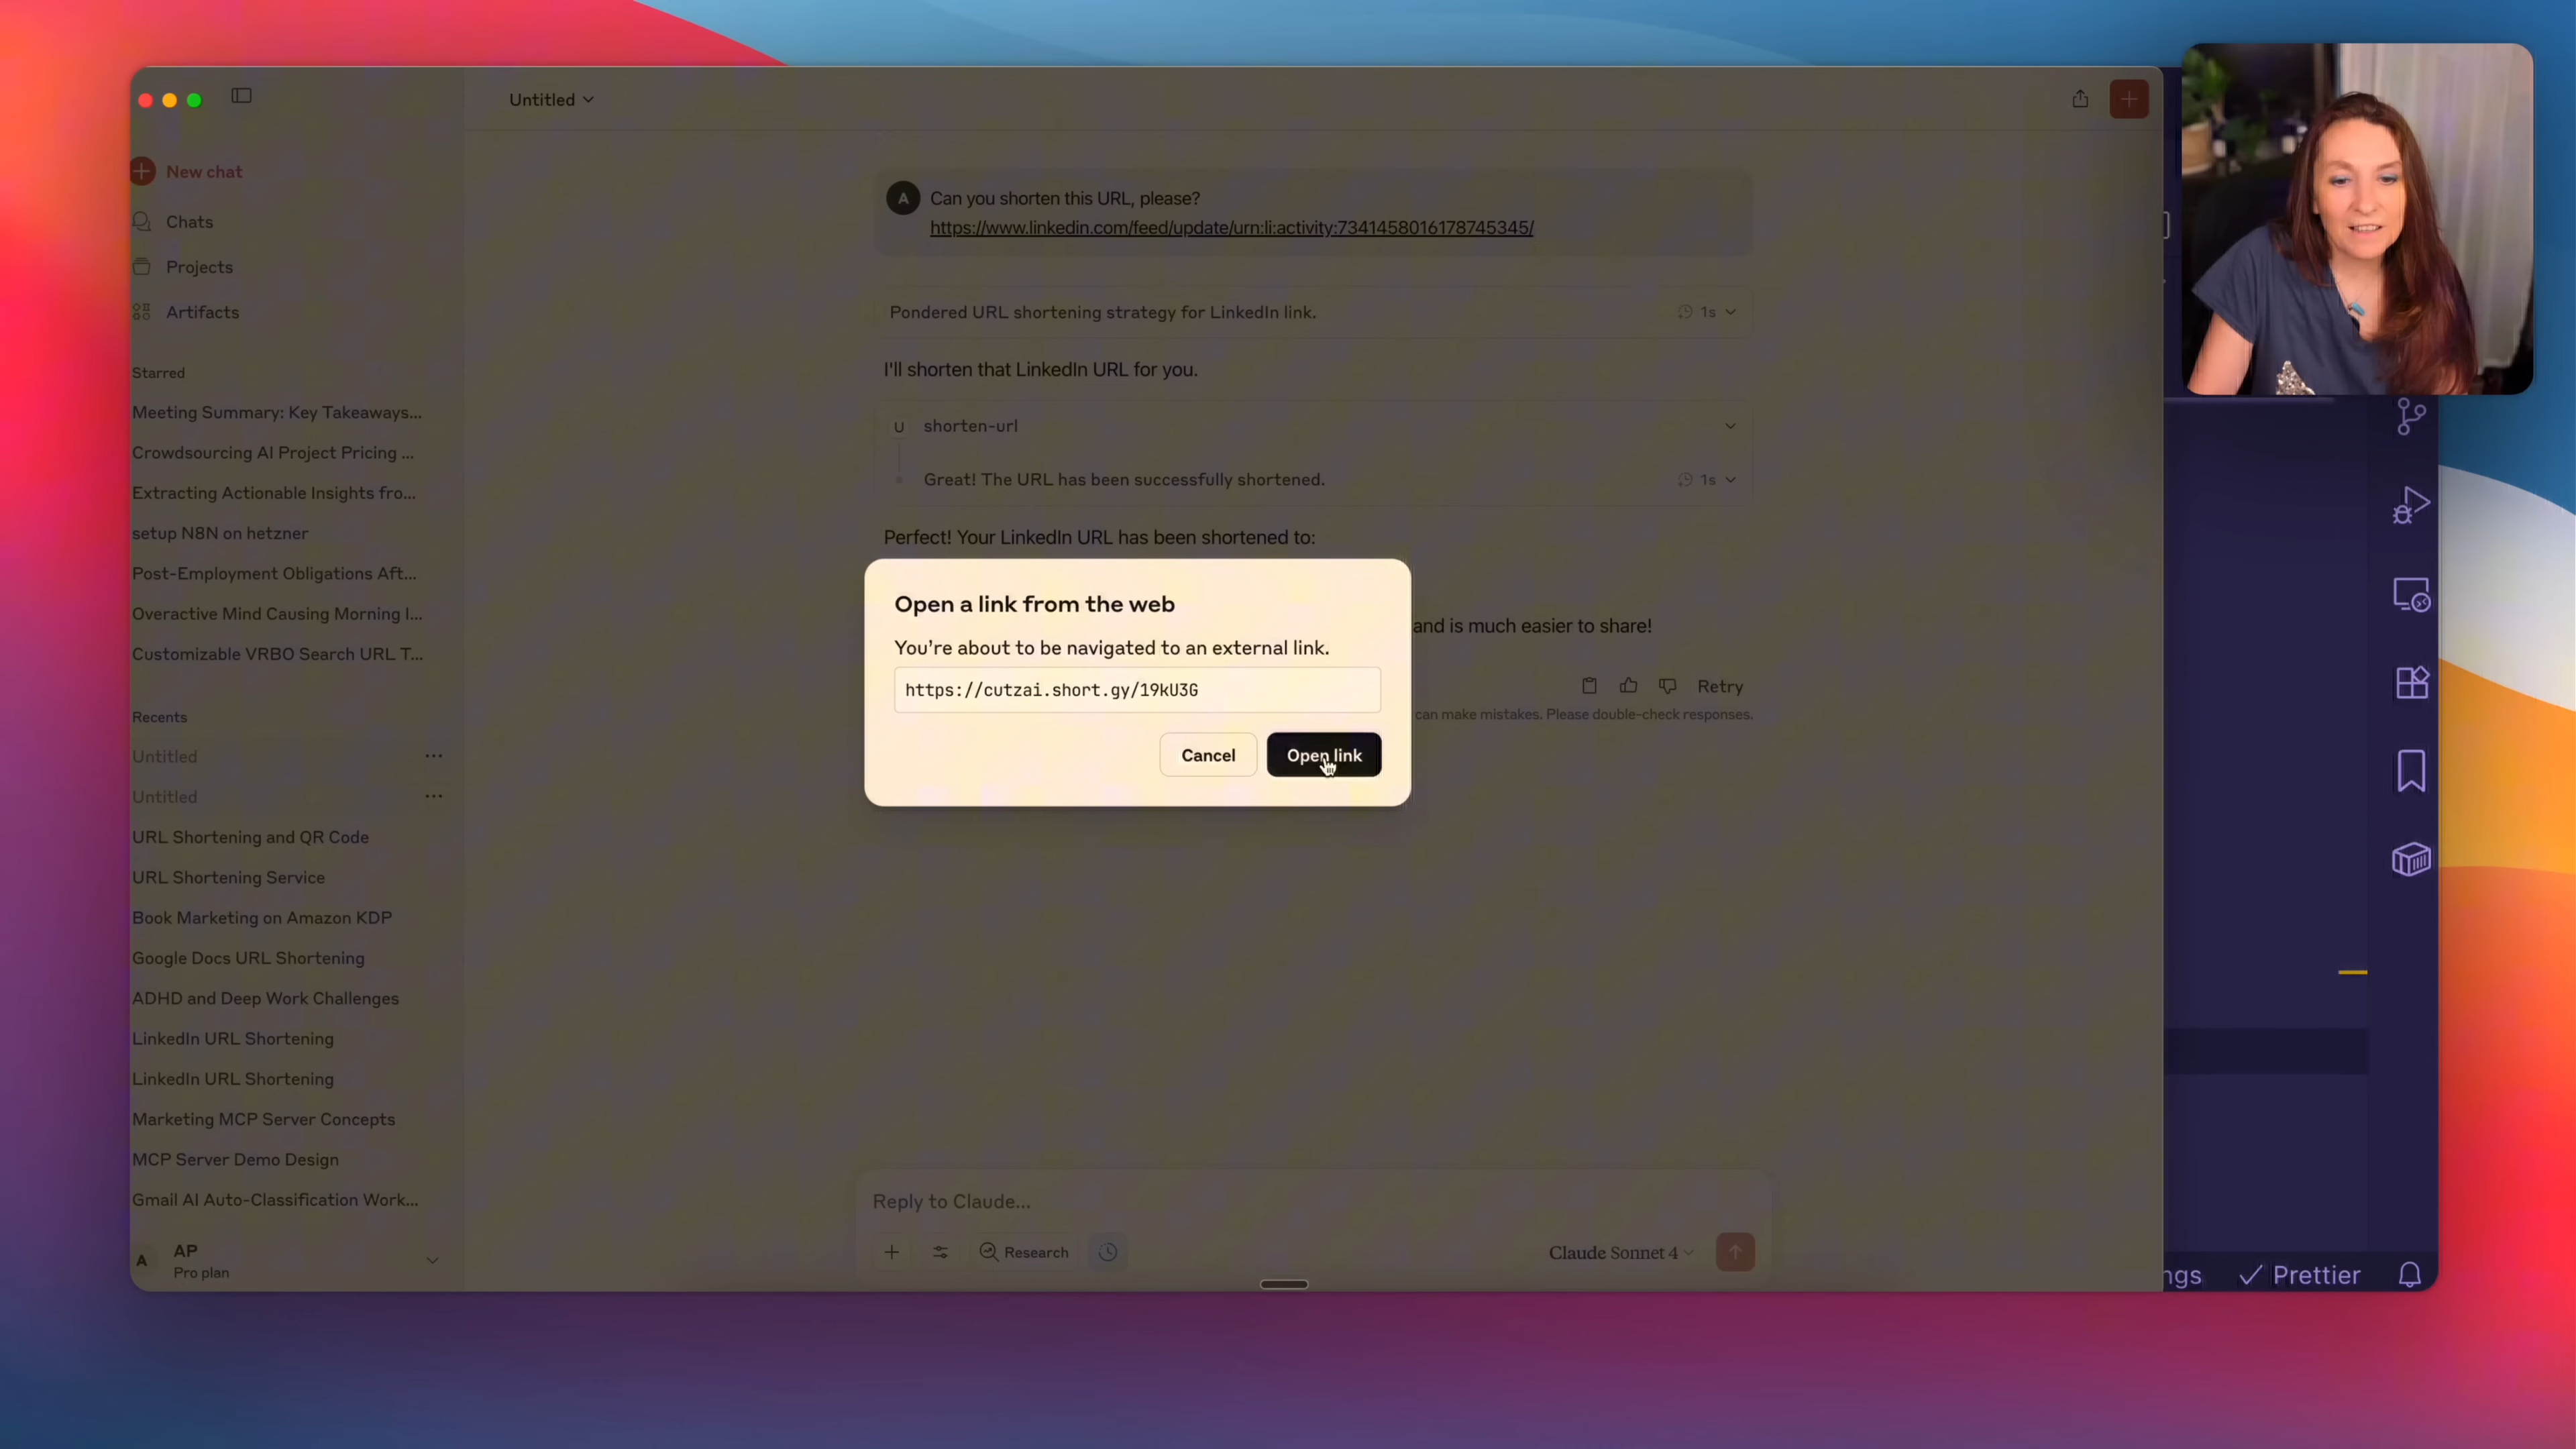 Untitled
New chat
Chats
Projects
Artifacts
Starred
Meeting Summary: Key Takeaways...
Crowdsourcing AI Project Pricing ...
Extracting Actionable Insights fro...
setup N8N on hetzner
Post-Employment Obligations Aft...
Overactive Mind Causing Morning I...
Customizable VRBO Search URL T...
Recents
Untitled
Untitled
URL Shortening and QR Code
URL Shortening Service
Book Marketing on Amazon KDP
Google Docs URL Shortening
ADHD and Deep Work Challenges
LinkedIn URL Shortening
LinkedIn URL Shortening
Marketing MCP Server Concepts
MCP Server Demo Design
Gmail AI Auto-Classification Work...
A
AP
Pro plan
A
Can you shorten this URL, please?
https://www.linkedin.com/feed/update/urn:li:activity:7341458016178745345/
Pondered URL shortening strategy for LinkedIn link. 1s
I'll shorten that LinkedIn URL for you.
U shorten-url
Great! The URL has been successfully shortened. 1s
Perfect! Your LinkedIn URL has been shortened to:
and is much easier to share!
Retry
can make mistakes. Please double-check responses.
Open a link from the web
You're about to be navigated to an external link.
https://cutzai.short.gy/19kU3G
Cancel
Open link
Reply to Claude...
Research
Claude Sonnet 4
ngs
Prettier